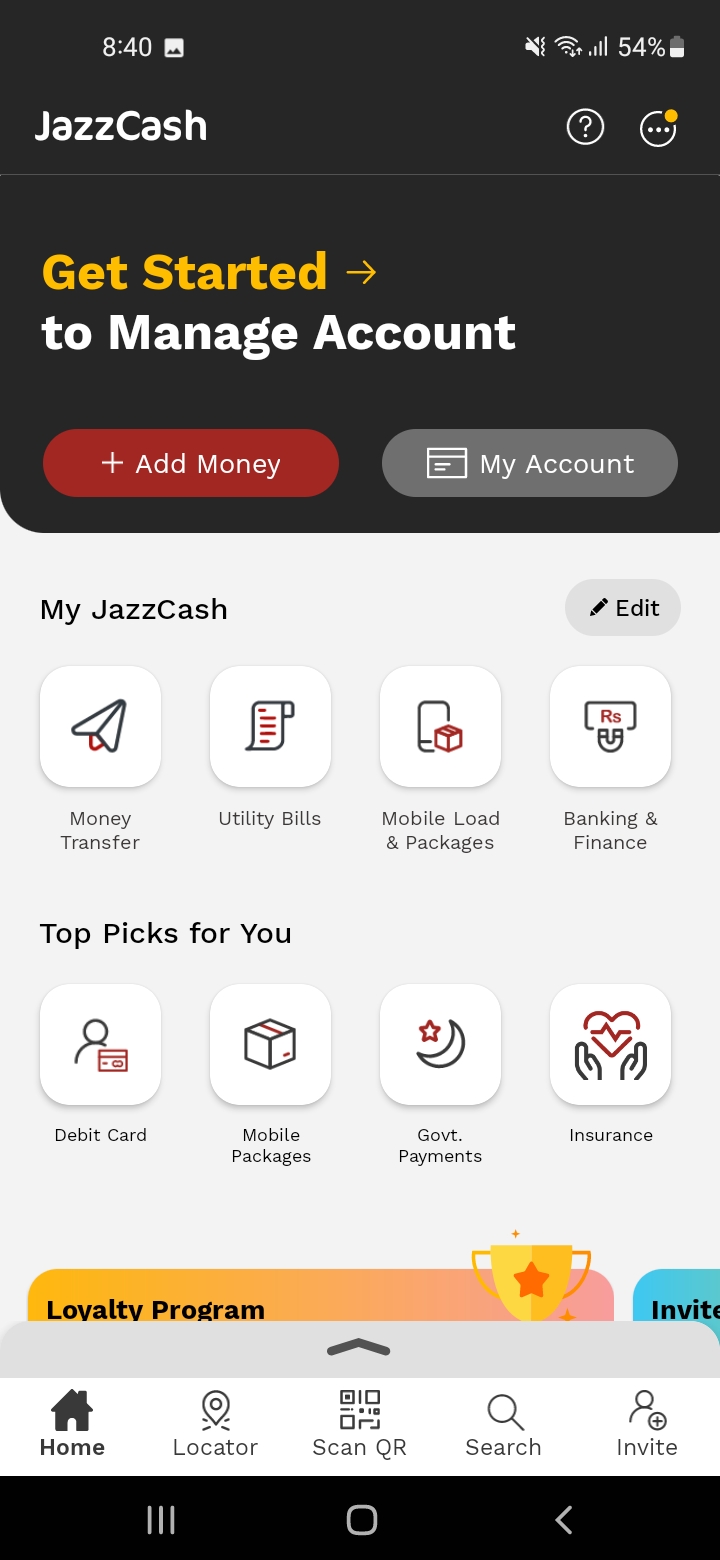 8:40
54%
JazzCash
Get Started →
to Manage Account
+ Add Money
My Account
My JazzCash
Edit
Rs
Money
Transfer
Utility Bills
Mobile Load
& Packages
Banking &
Finance
Top Picks for You
Debit Card
Mobile
Packages
Govt.
Payments
Insurance
Loyalty Program
Invite
Home
Locator
Scan QR
Search
Invite